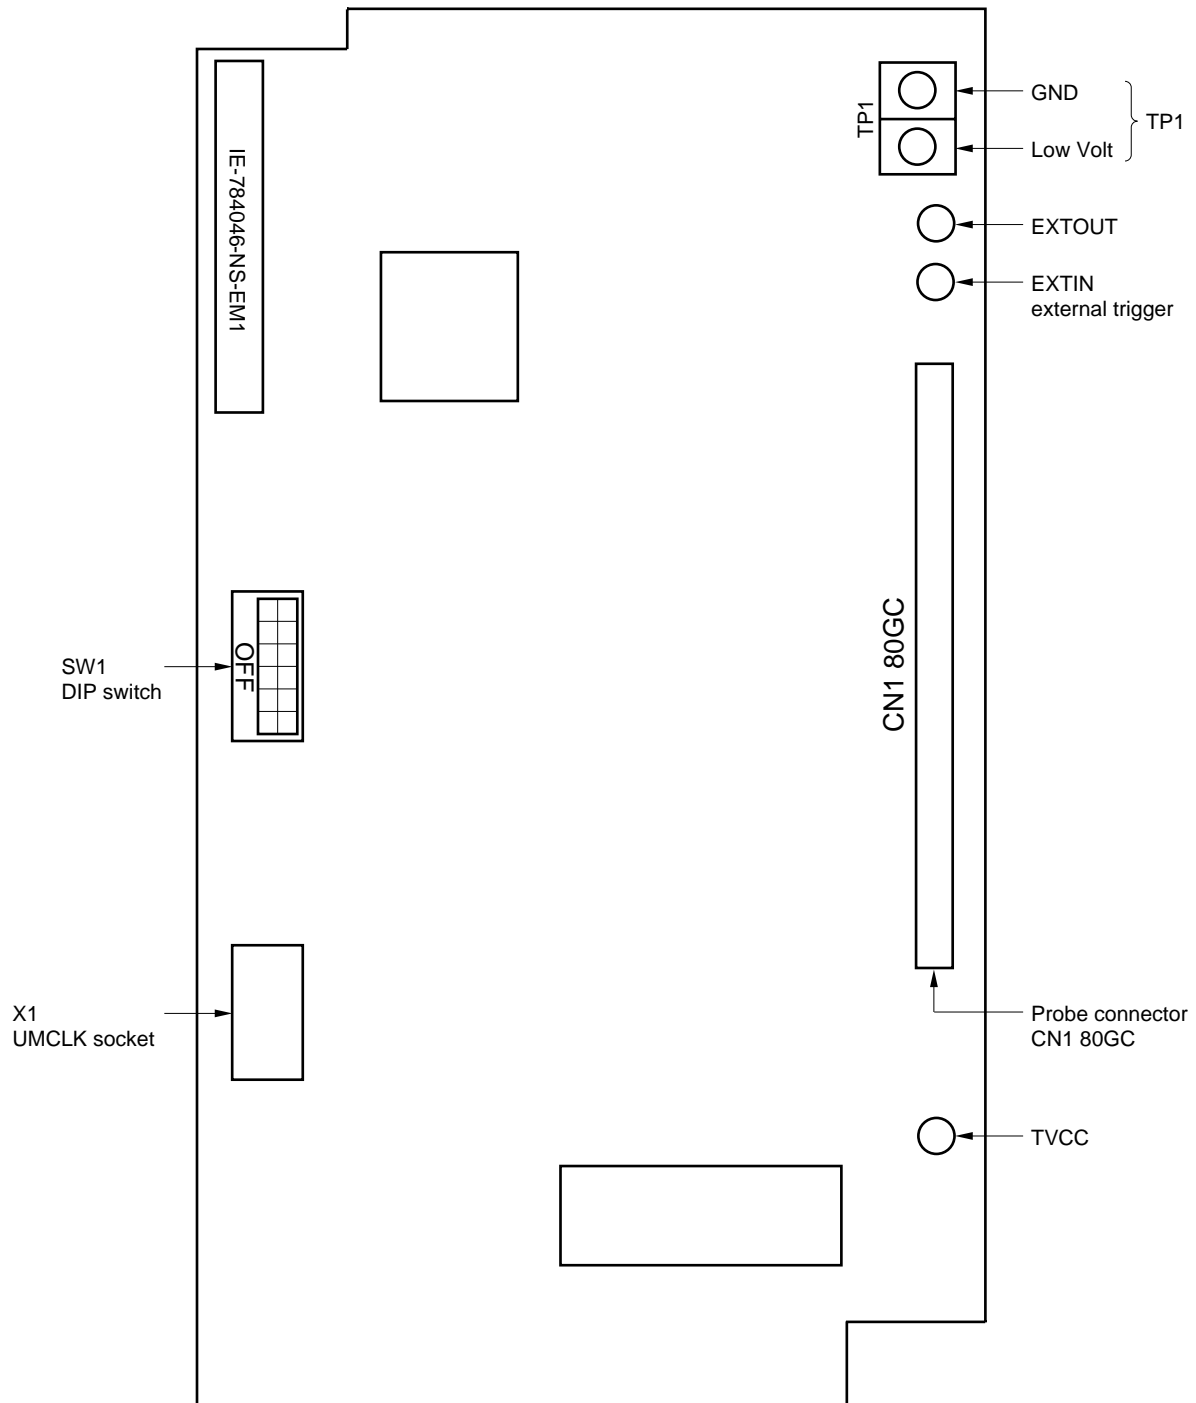 IE-784046-NS-EM1
TP1
GND
Low Volt
TP1
EXTOUT
EXTIN
external trigger
OFF
SW1
DIP switch
CN1 80GC
X1
UMCLK socket
Probe connector
CN1 80GC
TVCC